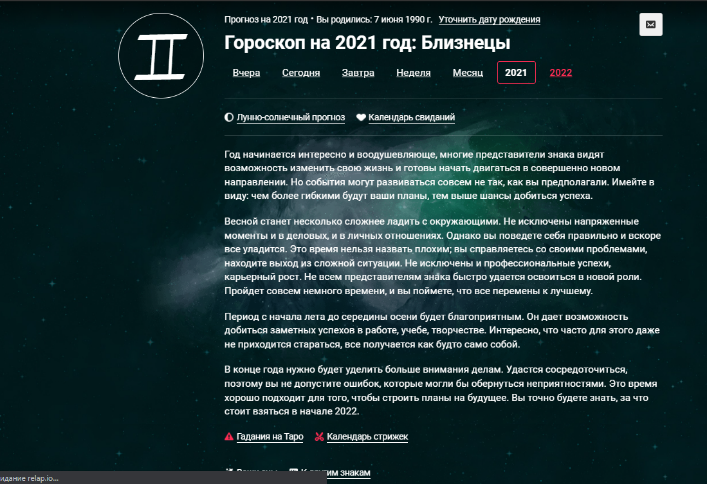 Прогноз на 2021 год • Вы родились: 7 июня 1990 г. Уточнить дату рождения
Гороскоп на 2021 год: Близнецы
Вчера Сегодня Завтра Неделя Месяц 2021 2022
Лунно-солнечный прогноз Календарь свиданий
Год начинается интересно и воодушевляюще, многие представители знака видят
возможность изменить свою жизнь и готовы начать двигаться в совершенно новом
направлении. Но события могут развиваться совсем не так, как вы предполагали. Имейте в
виду: чем более гибкими будут ваши планы, тем выше шансы добиться успеха.
Весной станет несколько сложнее ладить с окружающими. Не исключены напряженные
моменты и в деловых, и в личных отношениях. Однако вы поведете себя правильно и вскоре
все уладится. Это время нельзя назвать плохим; вы справляетесь со своими проблемами,
находите выход из сложной ситуации. Не исключены и профессиональные успехи,
карьерный рост. Не всем представителям знака быстро удается освоиться в новой роли.
Пройдет совсем немного времени, и вы поймете, что все перемены к лучшему.
Период с начала лета до середины осени будет благоприятным. Он дает возможность
добиться заметных успехов в работе, учебе, творчестве. Интересно, что часто для этого даже
не приходится стараться, все получается как будто само собой.
В конце года нужно будет уделить больше внимания делам. Удастся сосредоточиться,
поэтому вы не допустите ошибок, которые могли бы обернуться неприятностями. Это время
хорошо подходит для того, чтобы строить планы на будущее. Вы точно будете знать, за что
стоит взяться в начале 2022.
Гадания на Таро Календарь стрижек
К другим знакам
идание relap.io...